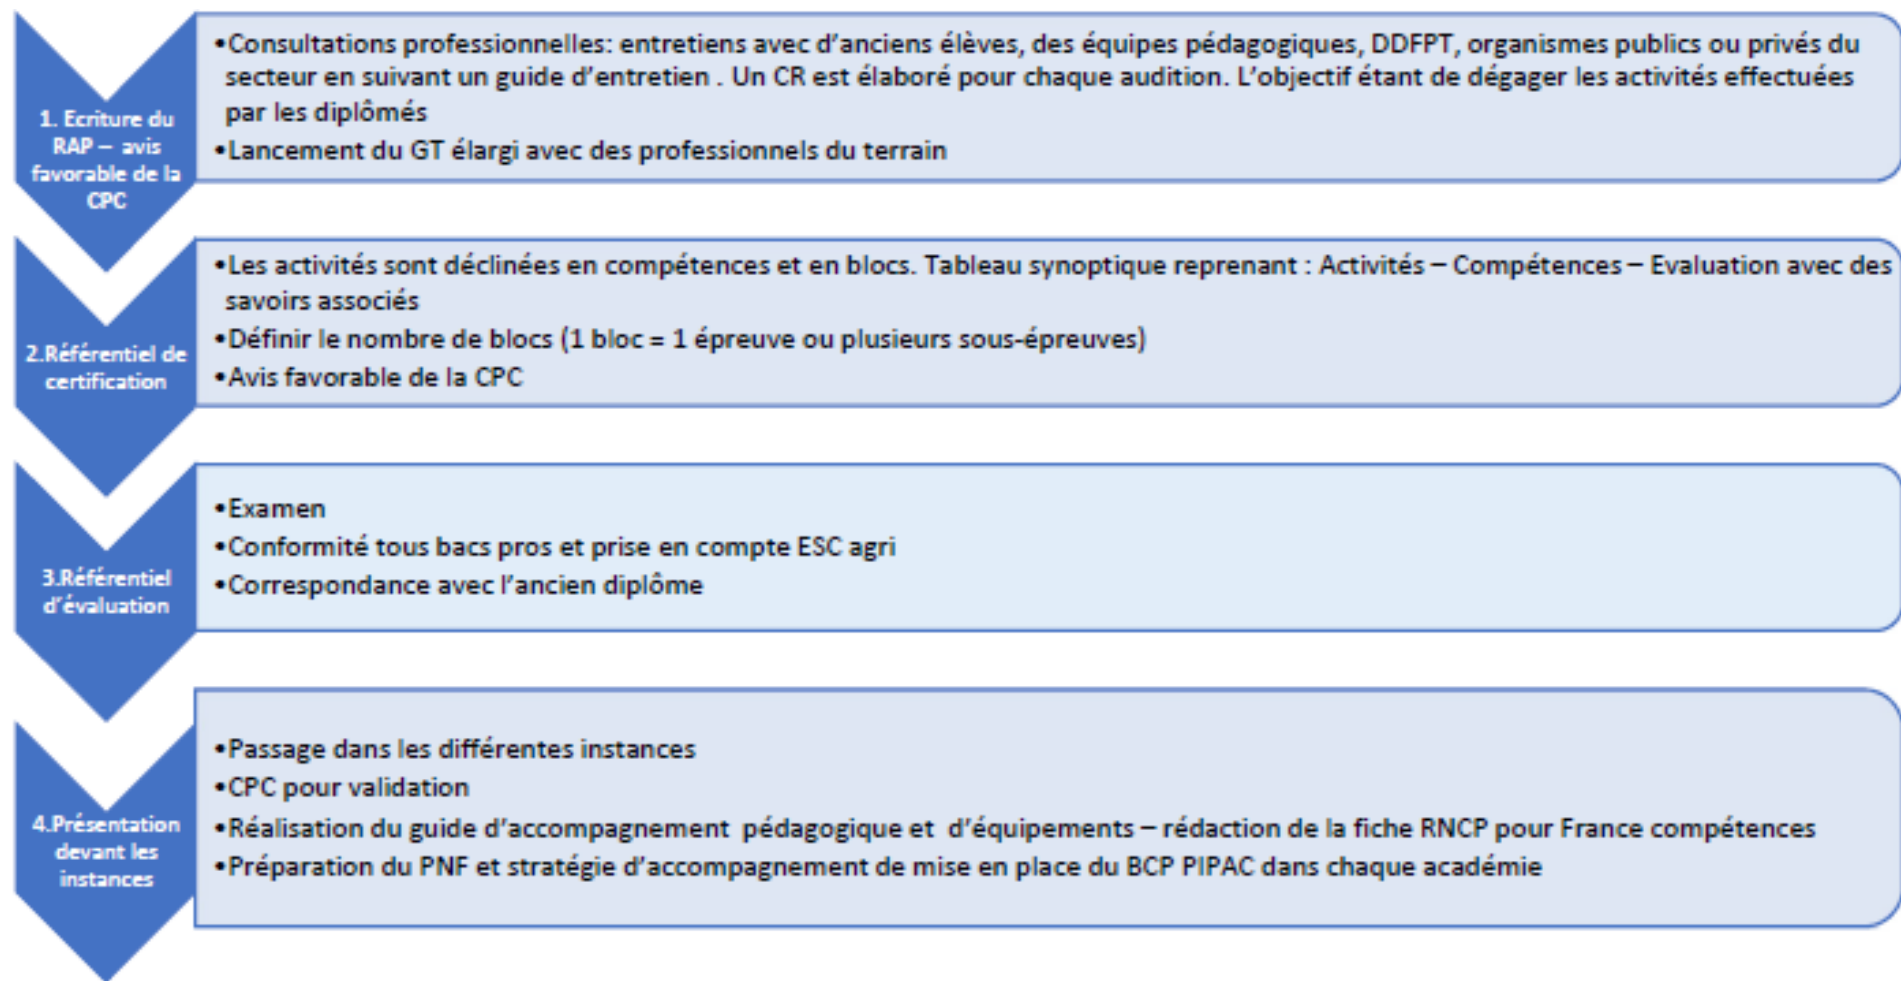 1. Ecriture du
RAP – avis
favorable de la
CPC
•Consultations professionnelles: entretiens avec d'anciens élèves, des équipes pédagogiques, DDFPT, organismes publics ou privés du
secteur en suivant un guide d'entretien . Un CR est élaboré pour chaque audition. L'objectif étant de dégager les activités effectuées
par les diplômés
•Lancement du GT élargi avec des professionnels du terrain
2.Référentiel de
certification
•Les activités sont déclinées en compétences et en blocs. Tableau synoptique reprenant : Activités – Compétences – Evaluation avec des
savoirs associés
•Définir le nombre de blocs (1 bloc = 1 épreuve ou plusieurs sous-épreuves)
•Avis favorable de la CPC
3.Référentiel
d'évaluation
•Examen
•Conformité tous bacs pros et prise en compte ESC agri
•Correspondance avec l'ancien diplôme
4.Présentation
devant les
instances
•Passage dans les différentes instances
•CPC pour validation
•Réalisation du guide d'accompagnement pédagogique et d'équipements – rédaction de la fiche RNCP pour France compétences
•Préparation du PNF et stratégie d'accompagnement de mise en place du BCP PIPAC dans chaque académie